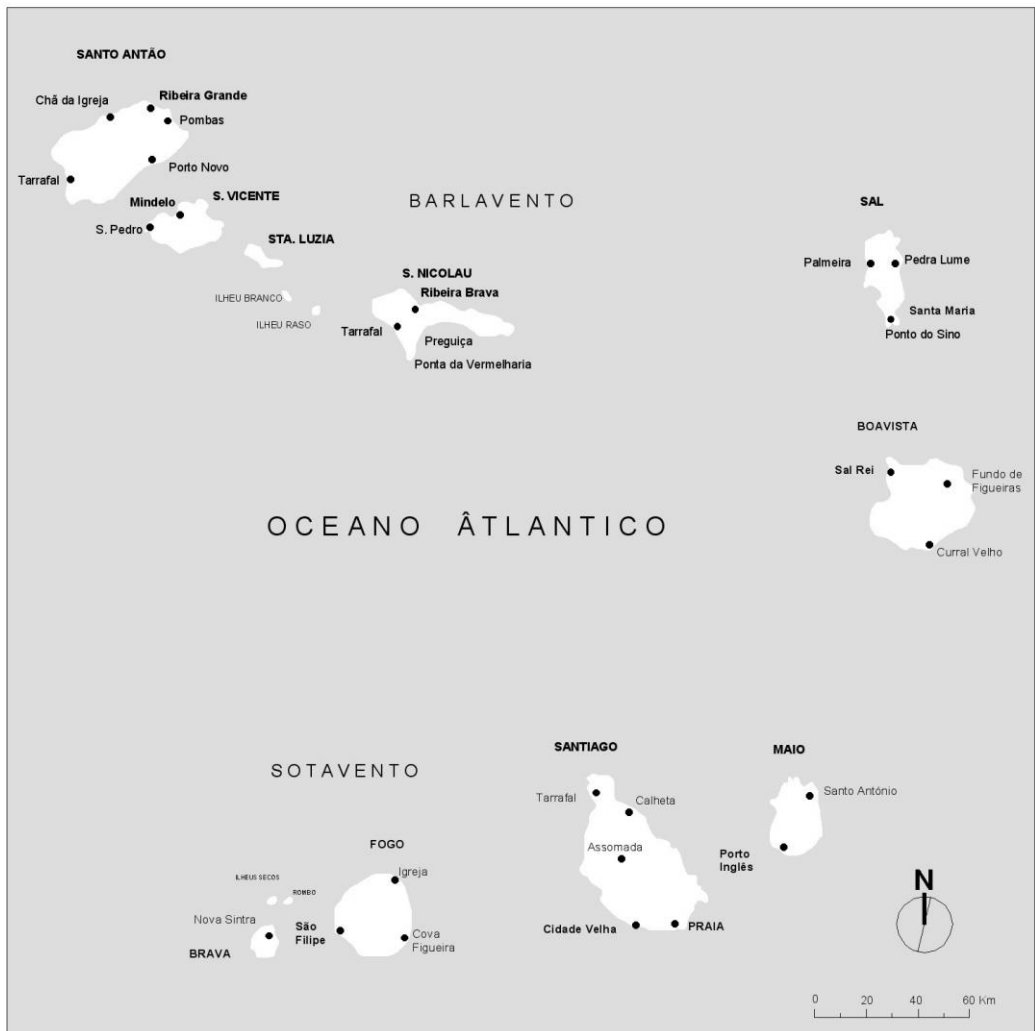 SANTO ANTÃO
Chã da Igreja
Ribeira Grande
Pombas
Porto Novo
Tarrafal
Mindelo
S. VICENTE
S. Pedro
STA. LUZIA
BARLAVENTO
SAL
Palmeira
Pedra Lume
Santa Maria
Ponto do Sino
S. NICOLAU
Ribeira Brava
ILHEU BRANCO
ILHEU RASO
Tarrafal
Preguiça
Ponta da Vermelharia
BOAVISTA
Sal Rei
Fundo de
Figueiras
Curral Velho
OCEANO ÂTLANTICO
SOTAVENTO
SANTIAGO
MAIO
Tarrafal
Calheta
Santo António
Assomada
Porto
Inglês
FOGO
Igreja
ILHEUS SECOS
ROMBO
Nova Sintra
BRAVA
São
Filipe
Cova
Figueira
Cidade Velha
PRAIA
N
0 20 40 60 Km